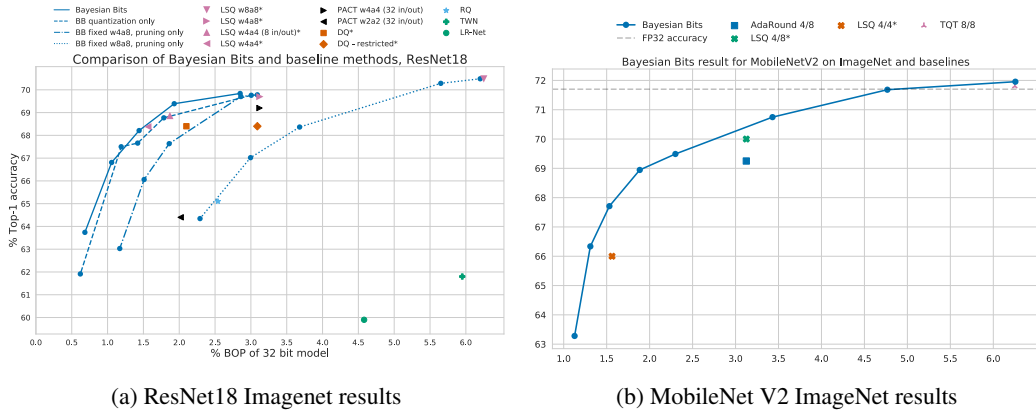 Bayesian Bits
BB quantization only
BB fixed w4a8, pruning only
BB fixed w8a8, pruning only
LSQ w8a8*
LSQ w4a8*
LSQ w4a4 (8 in/out)*
LSQ w4a4*
PACT w4a4 (32 in/out)
PACT w2a2 (32 in/out)
DQ*
DQ - restricted*
RQ
TWN
LR-Net
Comparison of Bayesian Bits and baseline methods, ResNet18
% Top-1 accuracy
70
69
68
67
66
65
64
63
62
61
60
0.0 0.5 1.0 1.5 2.0 2.5 3.0 3.5 4.0 4.5 5.0 5.5 6.0 6.5
% BOP of 32 bit model
(a) ResNet18 Imagenet results
Bayesian Bits
FP32 accuracy
AdaRound 4/8
LSQ 4/8*
LSQ 4/4*
TQT 8/8
Bayesian Bits result for MobileNetV2 on ImageNet and baselines
72
71
70
69
68
67
66
65
64
63
1.0 1.5 2.0 2.5 3.0 3.5 4.0 4.5 5.0 5.5 6.0
(b) MobileNet V2 ImageNet results